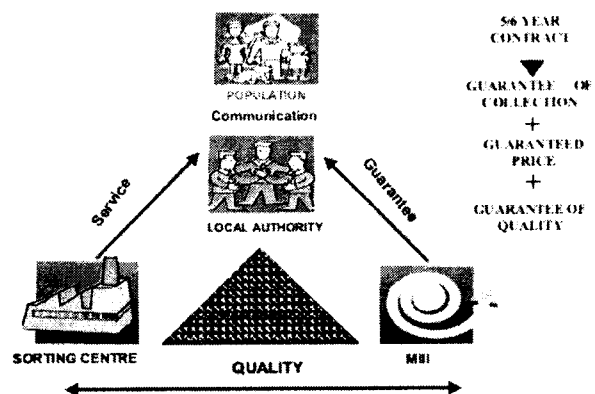 5/6 YEAR
CONTRACT
GUARANTEE OF
COLLECTION
+
GUARANTEED
PRICE
+
GUARANTEE OF
QUALITY
POPULATION
Communication
Service
Guarantee
LOCAL AUTHORITY
SORTING CENTRE
Mill
QUALITY